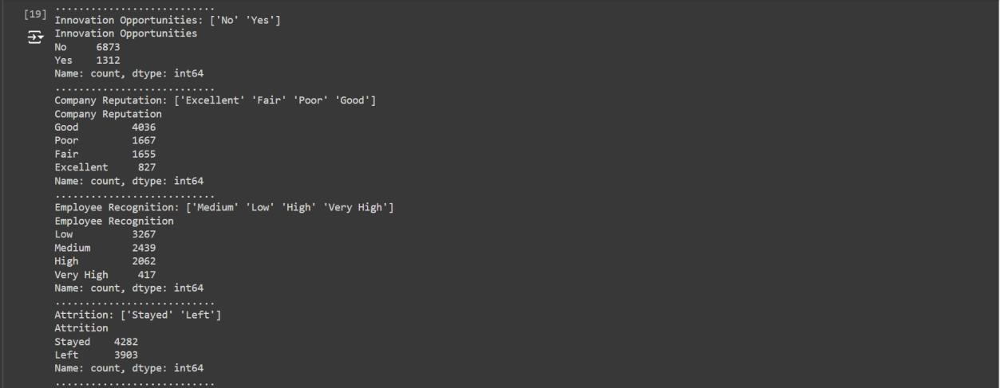 ...........................
[19] Innovation Opportunities: ['No' 'Yes']
Innovation Opportunities
No     6873
Yes    1312
Name: count, dtype: int64
...........................
Company Reputation: ['Excellent' 'Fair' 'Poor' 'Good']
Company Reputation
Good         4036
Poor         1667
Fair         1655
Excellent     827
Name: count, dtype: int64
...........................
Employee Recognition: ['Medium' 'Low' 'High' 'Very High']
Employee Recognition
Low          3267
Medium       2439
High         2062
Very High     417
Name: count, dtype: int64
...........................
Attrition: ['Stayed' 'Left']
Attrition
Stayed    4282
Left      3903
Name: count, dtype: int64
...........................